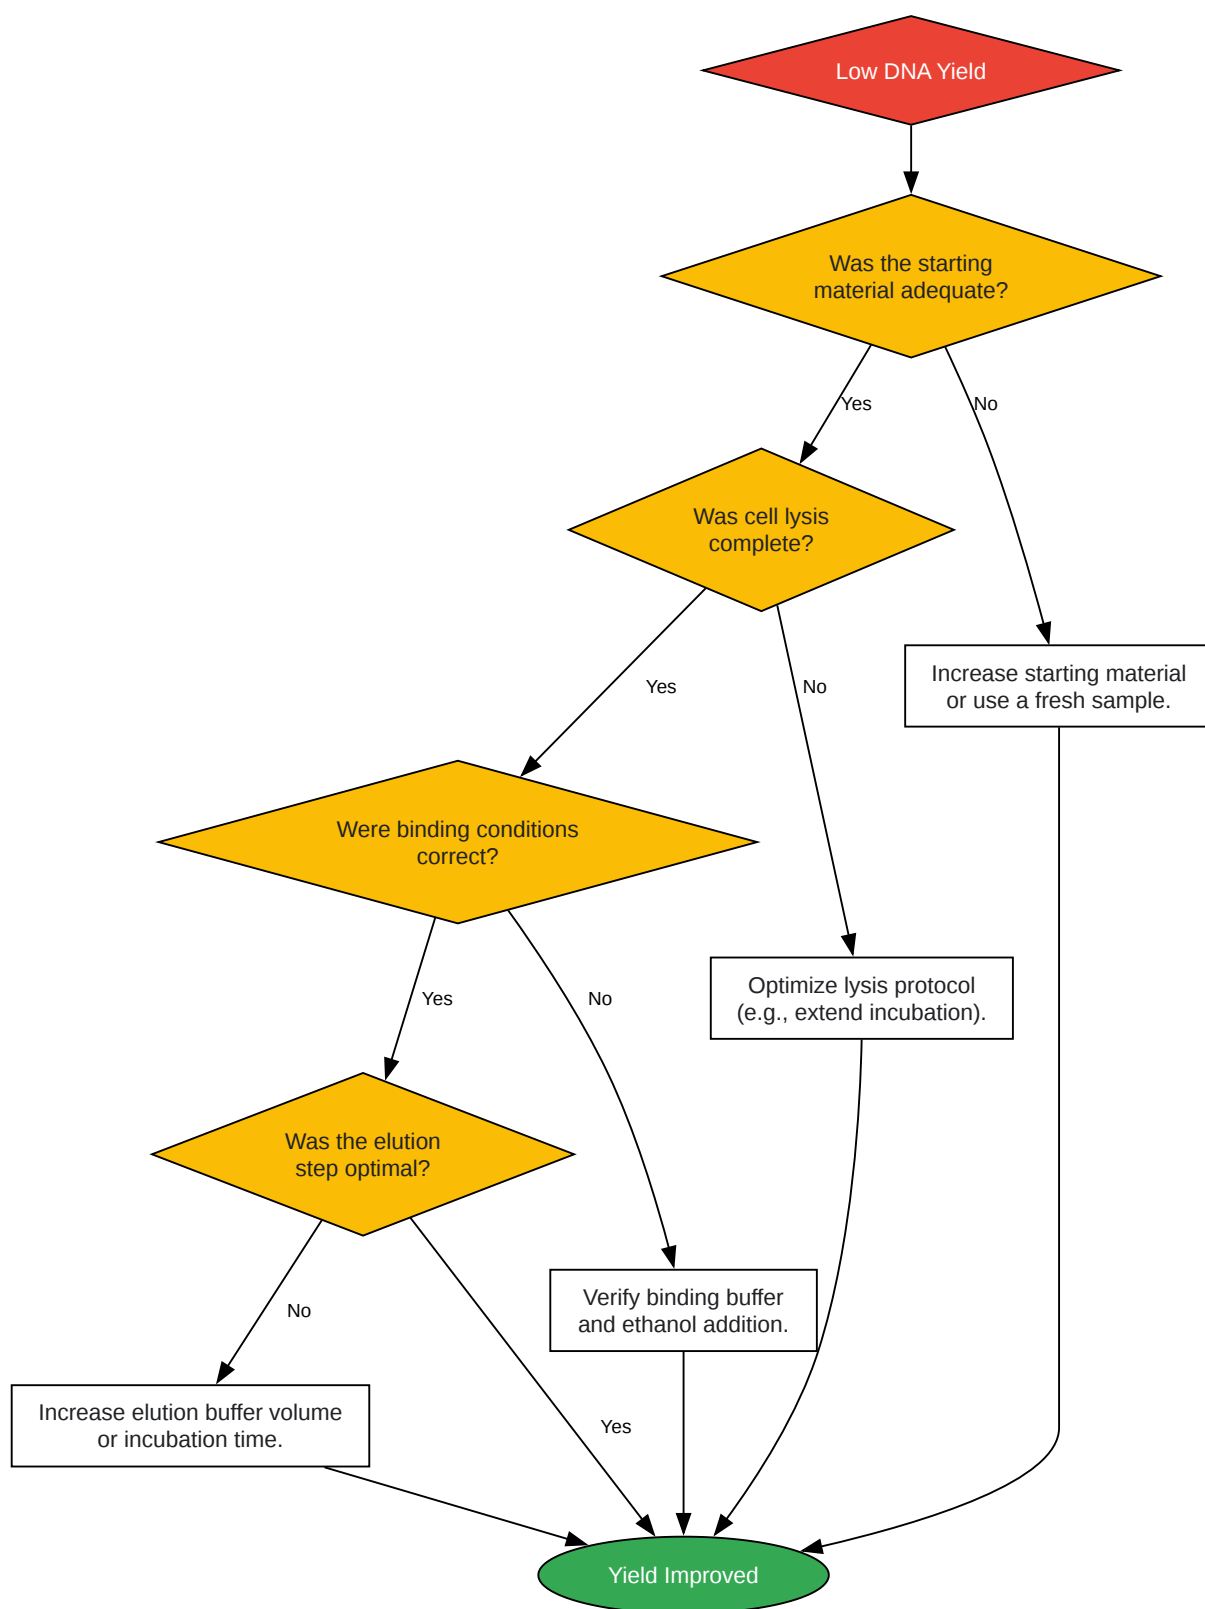 Low DNA Yield
Was the starting
material adequate?
Yes
No
Was cell lysis
complete?
Increase starting material
or use a fresh sample.
Yes
No
Were binding conditions
correct?
Optimize lysis protocol
(e.g., extend incubation).
Yes
No
Was the elution
step optimal?
Verify binding buffer
and ethanol addition.
No
Increase elution buffer volume
or incubation time.
Yes
Yield Improved